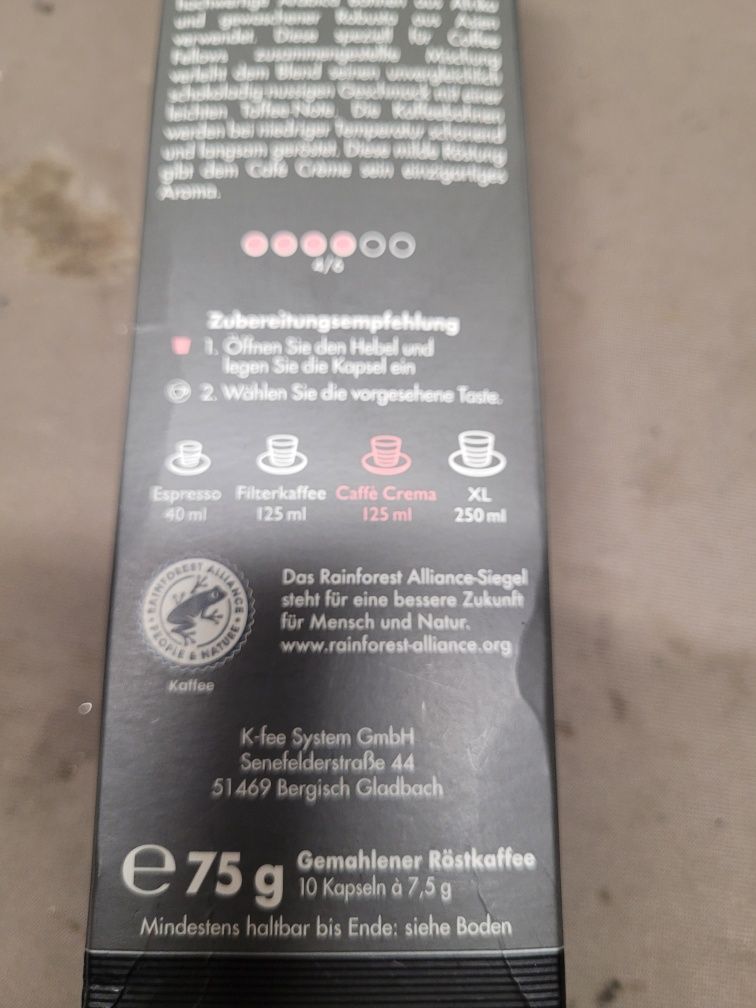 hochwertige Arabica Bohnen aus Afrika
und gewaschener Robusta aus Asien
verwendet. Diese speziell für Coffee
Fellows zusammengestellte Mischung
verleiht dem Blend seinen unvergleichlich
schokoladig-nussigen Geschmack mit einer
leichten Toffee-Note. Die Kaffeebohnen
werden bei niedriger Temperatur schonend
und langsam geröstet. Diese milde Röstung
gibt dem Café Crème sein einzigartiges
Aroma.
4/6
Zubereitungsempfehlung
1. Öffnen Sie den Hebel und
legen Sie die Kapsel ein
2. Wählen Sie die vorgesehene Taste.
Espresso Filterkaffee Caffè Crema XL
40 ml 125 ml 125 ml 250 ml
RAINFOREST ALLIANCE
PEOPLE & NATURE
Kaffee
Das Rainforest Alliance-Siegel
steht für eine bessere Zukunft
für Mensch und Natur.
www.rainforest-alliance.org
K-fee System GmbH
Senefelderstraße 44
51469 Bergisch Gladbach
e 75 g Gemahlener Röstkaffee
10 Kapseln à 7,5 g
Mindestens haltbar bis Ende: siehe Boden